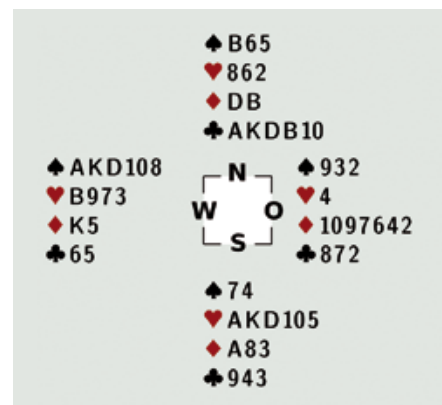 ♠ B65
♥ 862
♦ DB
♣ AKDB10
♠ AKD108
♥ B973
♦ K5
♣ 65
N
W O
S
♠ 932
♥ 4
♦ 1097642
♣ 872
♠ 74
♥ AKD105
♦ A83
♣ 943